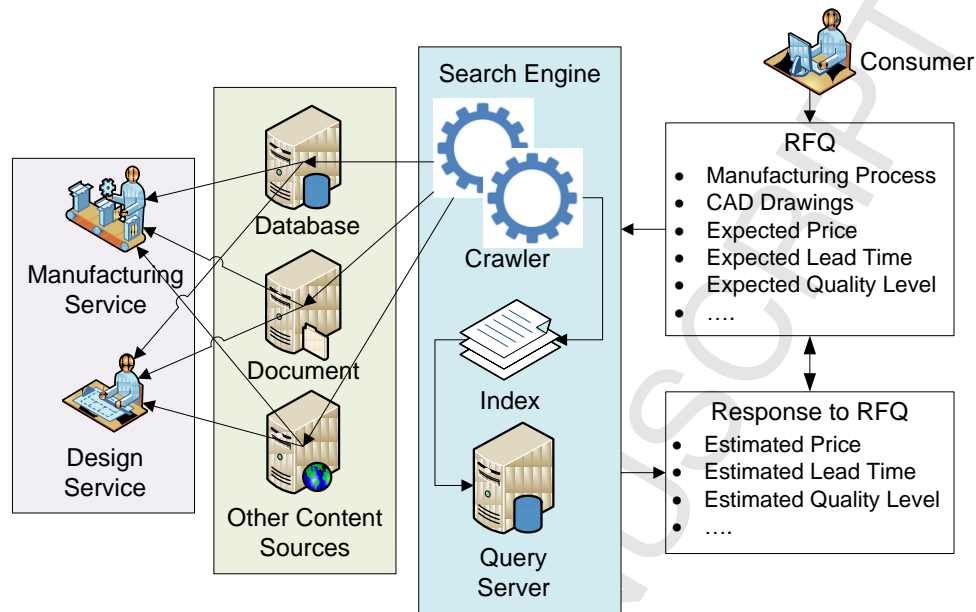 Consumer
Search Engine
RFQ
• Manufacturing Process
• CAD Drawings
• Expected Price
• Expected Lead Time
• Expected Quality Level
• ….
Database
Crawler
Manufacturing
Service
Document
Index
Response to RFQ
• Estimated Price
• Estimated Lead Time
• Estimated Quality Level
• ….
Design
Service
Other Content
Sources
Query
Server
USCRIPT